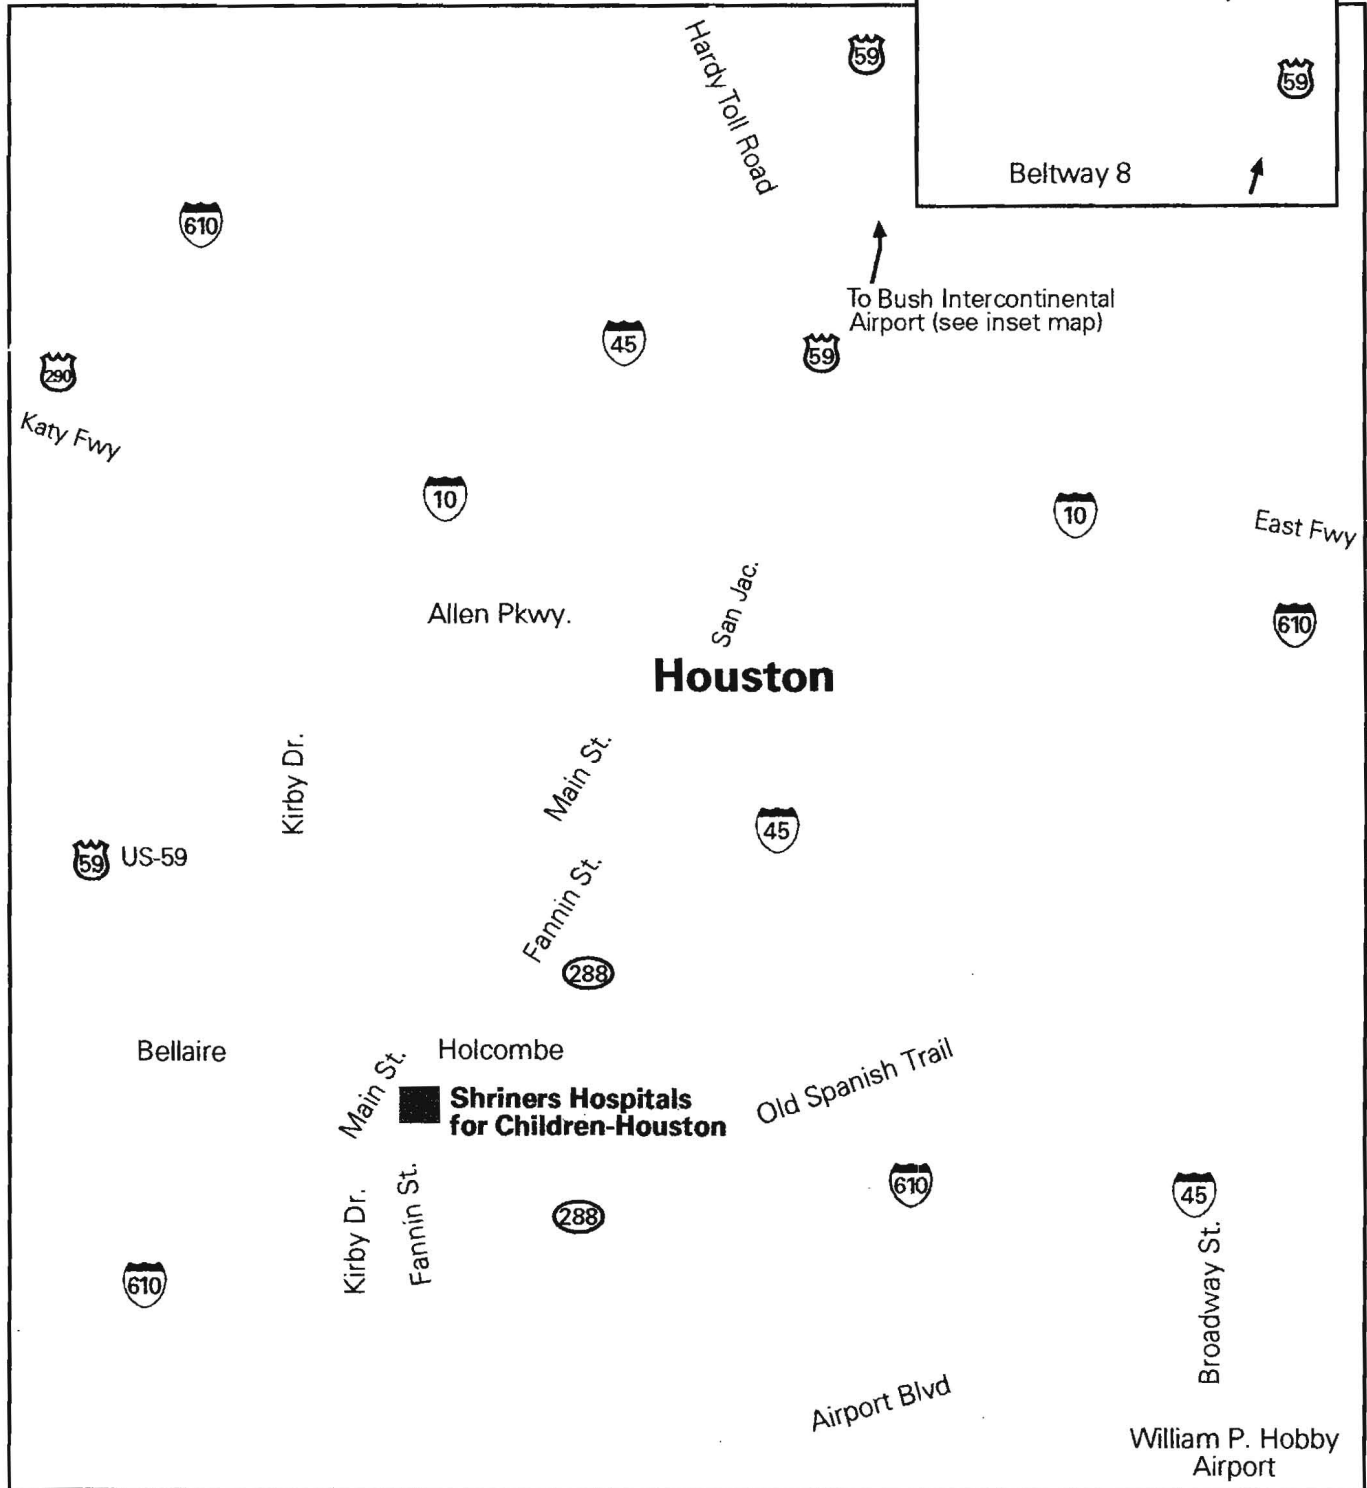 Hardy Toll Road
59
59
Beltway 8
610
To Bush Intercontinental
Airport (see inset map)
45
59
290
Katy Fwy
10
10
East Fwy
San Jac.
Allen Pkwy.
610
Houston
Kirby Dr.
Main St.
45
59 US-59
Fannin St.
288
Bellaire
Main St.
Holcombe
Old Spanish Trail
Shriners Hospitals
for Children-Houston
Kirby Dr.
Fannin St.
288
610
45
610
Broadway St.
Airport Blvd
William P. Hobby
Airport